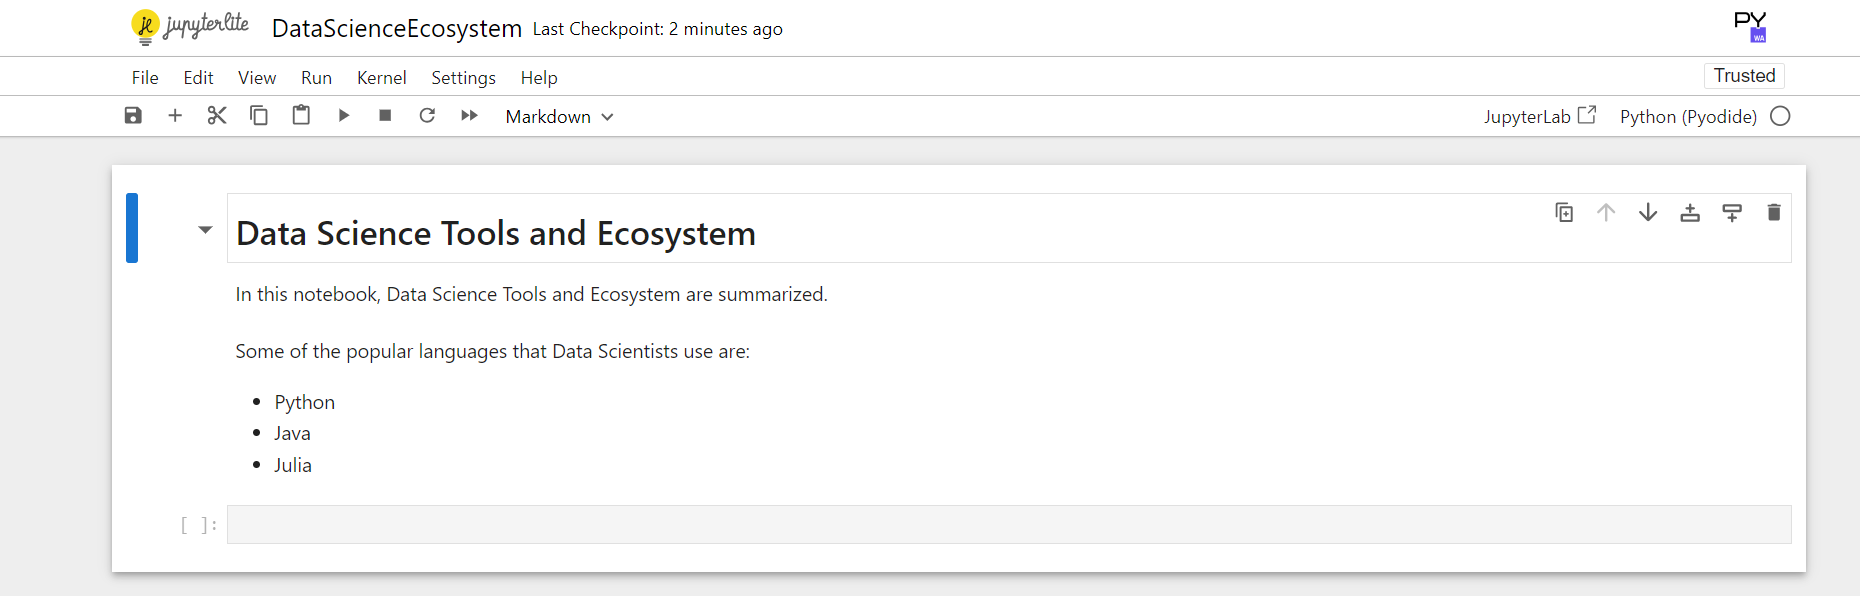 jupyterlite DataScienceEcosystem Last Checkpoint: 2 minutes ago PY WA
File Edit View Run Kernel Settings Help Trusted
Markdown JupyterLab Python (Pyodide)
Data Science Tools and Ecosystem
In this notebook, Data Science Tools and Ecosystem are summarized.
Some of the popular languages that Data Scientists use are:
• Python
• Java
• Julia
[ ]: